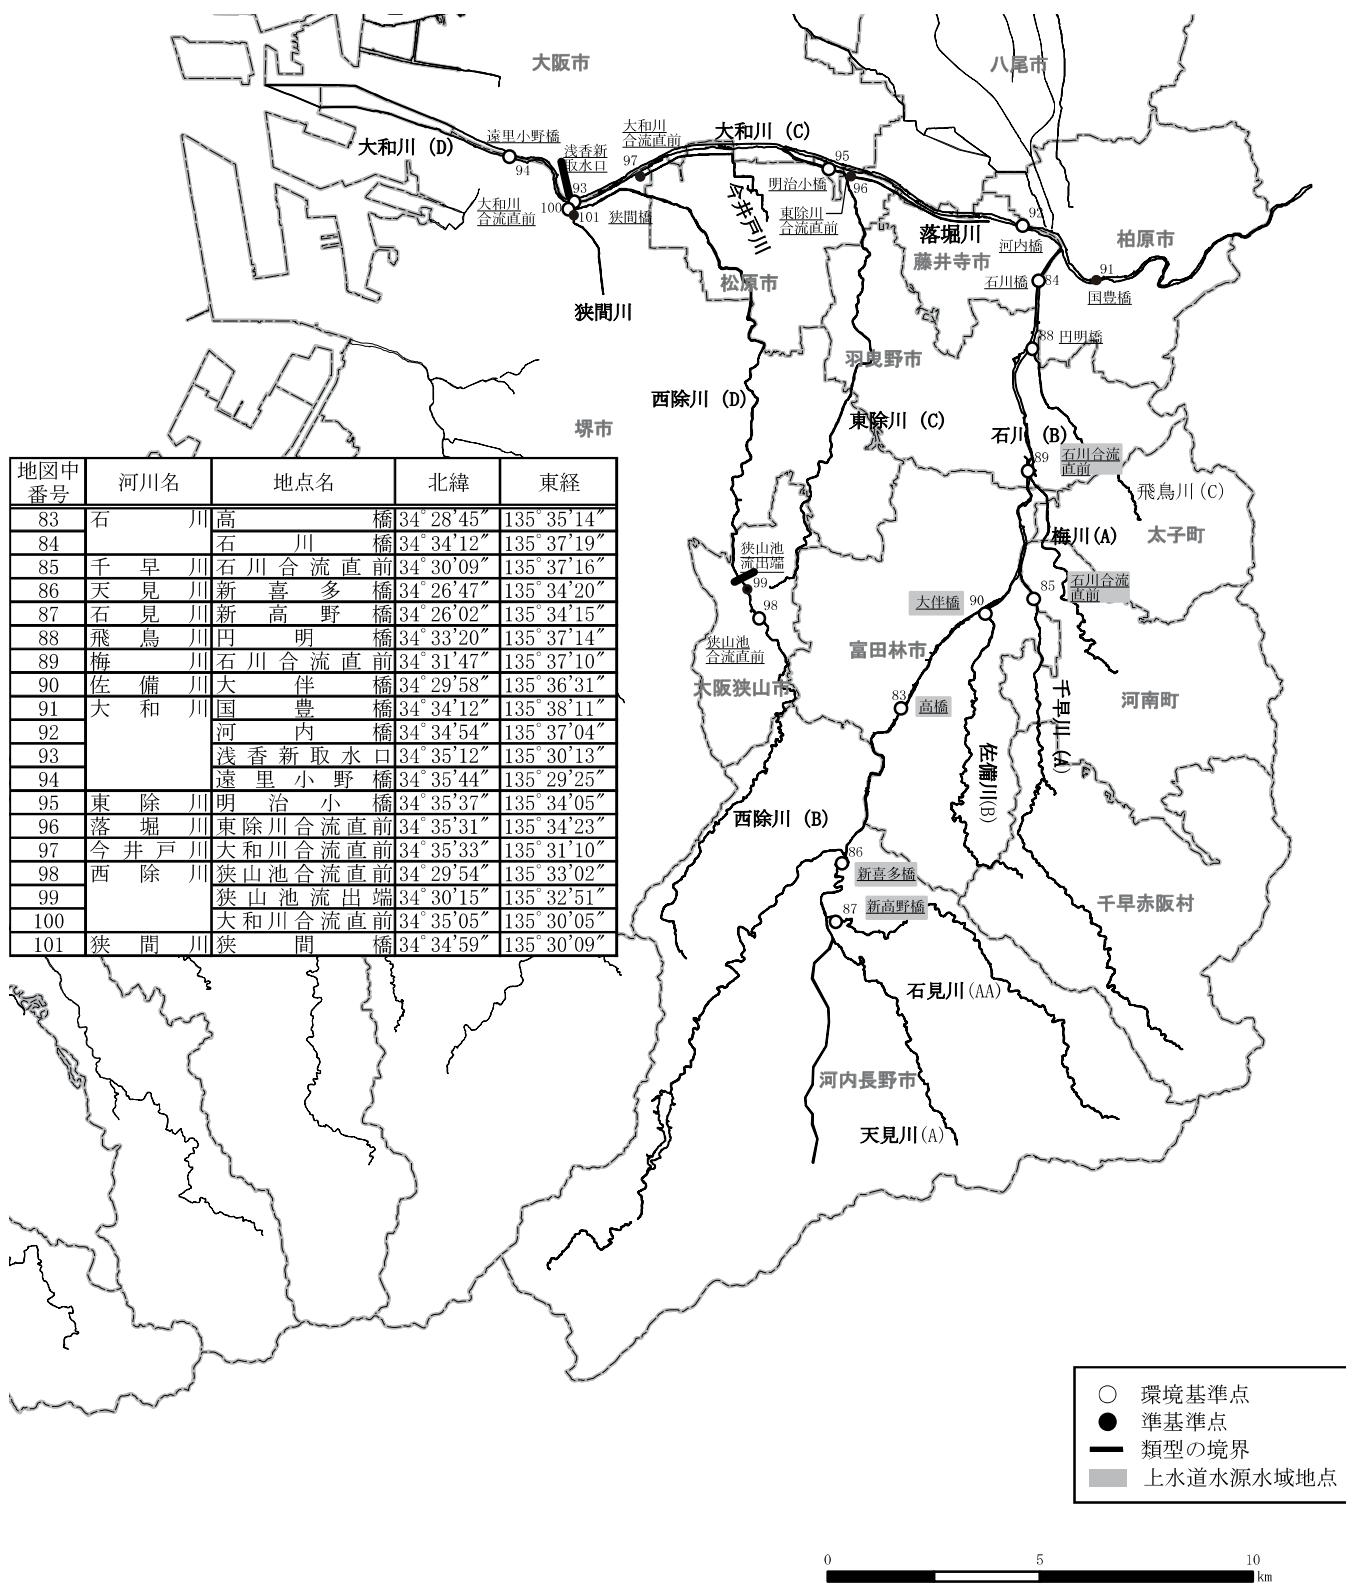 大阪市
八尾市
大和川 (D)
遠里小野橋
94
浅香新
取水口
93
大和川
合流直前
97
大和川 (C)
95
明治小橋
96
東除川
合流直前
今井戸川
大和川
合流直前
100
101
狭間橋
狭間川
松原市
落堀川
藤井寺市
92
河内橋
柏原市
91
国豊橋
石川橋
84
88
円明橋
羽曳野市
西除川 (D)
東除川 (C)
堺市
石川 (B)
89
石川合流
直前
飛鳥川(C)
太子町
梅川(A)
狭山池
流出端
99
98
狭山池
合流直前
大阪狭山市
大伴橋
90
85
石川合流
直前
富田林市
83
高橋
河南町
千早川 (A)
佐備川(B)
西除川 (B)
86
新喜多橋
87
新高野橋
千早赤阪村
石見川(AA)
河内長野市
天見川(A)
地図中番号 河川名 地点名 北緯 東経
83 石川 高橋 34°28′45″ 135°35′14″
84 石川橋 34°34′12″ 135°37′19″
85 千早川 石川合流直前 34°30′09″ 135°37′16″
86 天見川 新喜多橋 34°26′47″ 135°34′20″
87 石見川 新高野橋 34°26′02″ 135°34′15″
88 飛鳥川 円明橋 34°33′20″ 135°37′14″
89 梅川 石川合流直前 34°31′47″ 135°37′10″
90 佐備川 大伴橋 34°29′58″ 135°36′31″
91 大和川 国豊橋 34°34′12″ 135°38′11″
92 河内橋 34°34′54″ 135°37′04″
93 浅香新取水口 34°35′12″ 135°30′13″
94 遠里小野橋 34°35′44″ 135°29′25″
95 東除川 明治小橋 34°35′37″ 135°34′05″
96 落堀川 東除川合流直前 34°35′31″ 135°34′23″
97 今井戸川 大和川合流直前 34°35′33″ 135°31′10″
98 西除川 狭山池合流直前 34°29′54″ 135°33′02″
99 狭山池流出端 34°30′15″ 135°32′51″
100 大和川合流直前 34°35′05″ 135°30′05″
101 狭間川 狭間橋 34°34′59″ 135°30′09″
環境基準点
準基準点
類型の境界
上水道水源水域地点
0 5 10
km